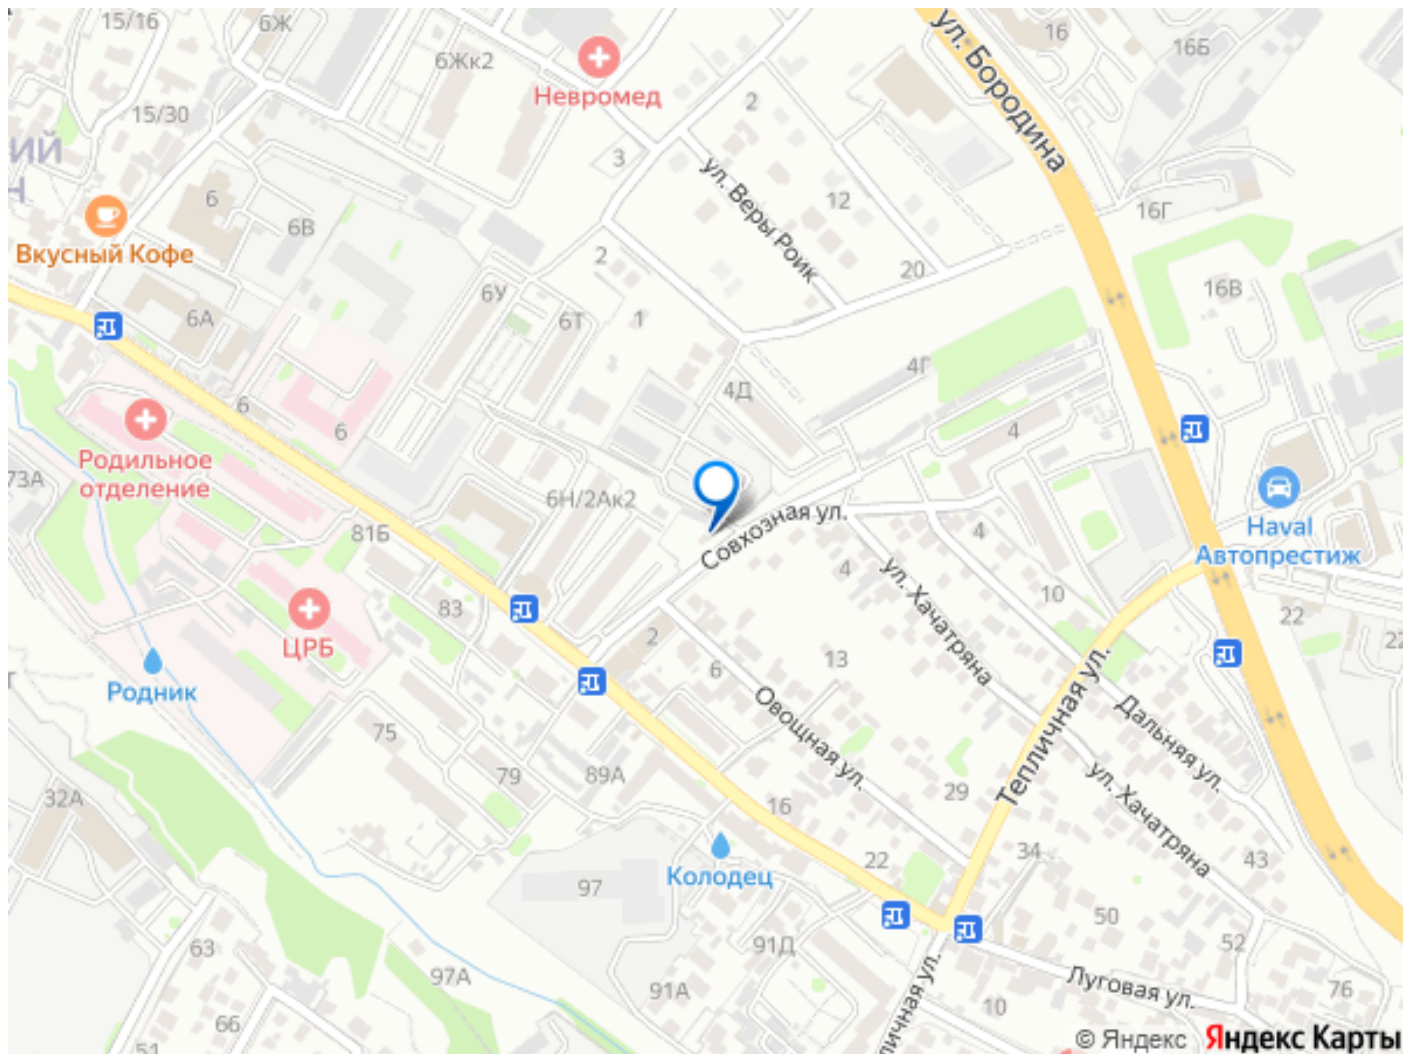 15/16
6Ж
6Жк2
Невромед
ул. Бородина
16
16Б
15/30
2
3
ИЙ
Н
ул. Веры Роик
12
16Г
6
6В
Вкусный Кофе
2
20
16В
6У
6Т
1
6А
4Г
4Д
6
6
4
Родильное
отделение
73А
6Н/2Ак2
81Б
Совхозная ул.
4
4
Haval
Автопрестиж
ул. Хачатряна
10
83
22
22
ЦРБ
2
Родник
6
13
Тепличная ул.
Овощная ул.
Дальняя ул.
75
79
89А
ул. Хачатряна
29
16
32А
34
43
22
Колодец
97
50
63
52
91Д
97А
91А
Луговая ул.
76
10
личная ул.
66
51
© Яндекс Яндекс Карты